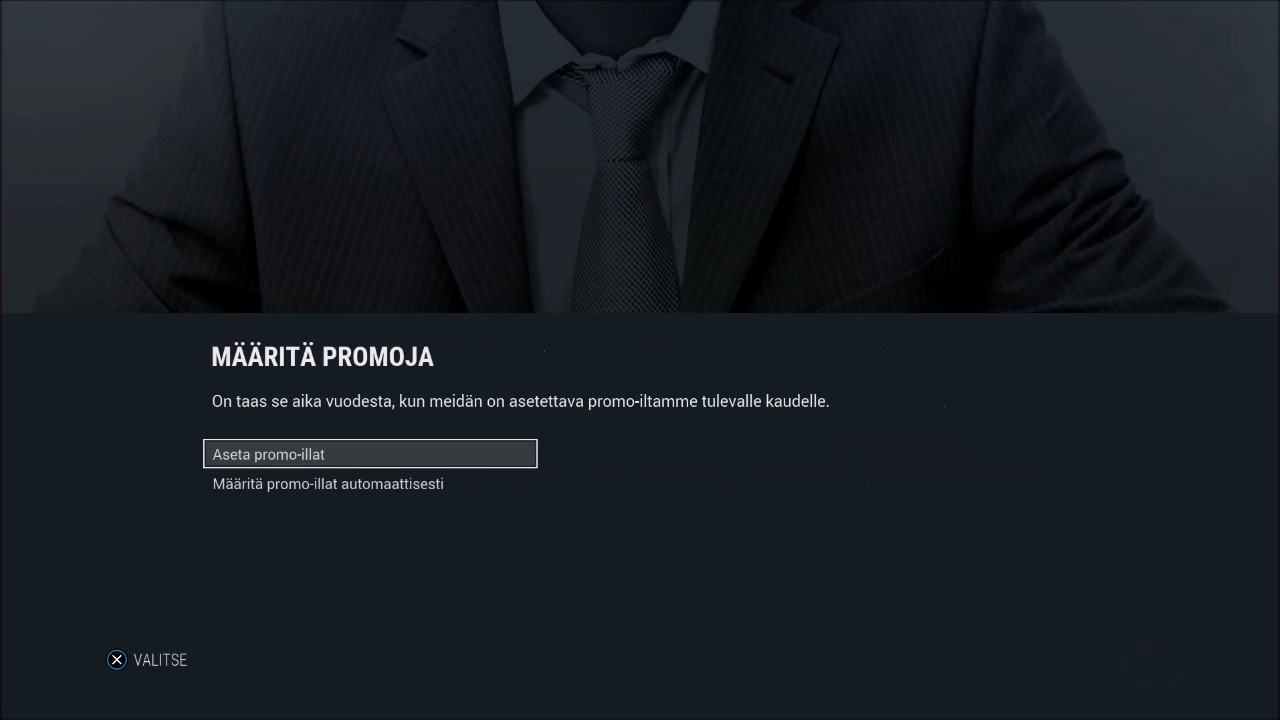 MÄÄRITÄ PROMOJA
On taas se aika vuodesta, kun meidän on asetettava promo-iltamme tulevalle kaudelle.
Aseta promo-illat
Määritä promo-illat automaattisesti
VALITSE